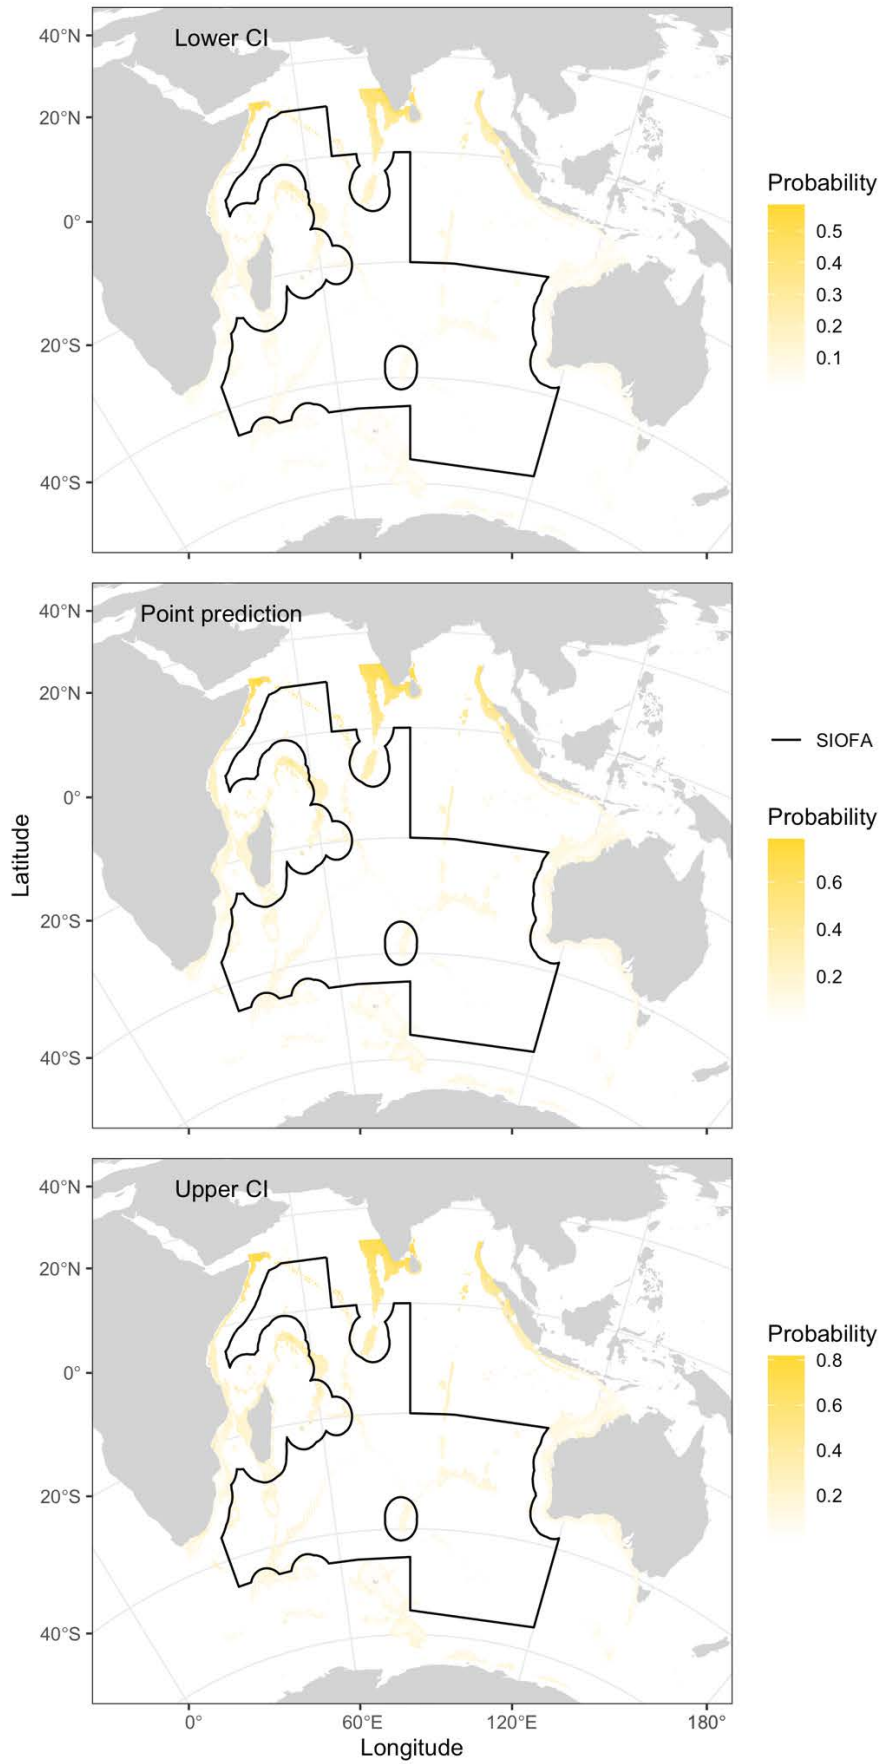 Lower CI
40°N
20°N
0°
20°S
40°S
Probability
0.5
0.4
0.3
0.2
0.1
Point prediction
40°N
20°N
0°
20°S
40°S
Latitude
SIOFA
Probability
0.6
0.4
0.2
Upper CI
40°N
20°N
0°
20°S
40°S
Probability
0.8
0.6
0.4
0.2
0°
60°E
120°E
180°
Longitude